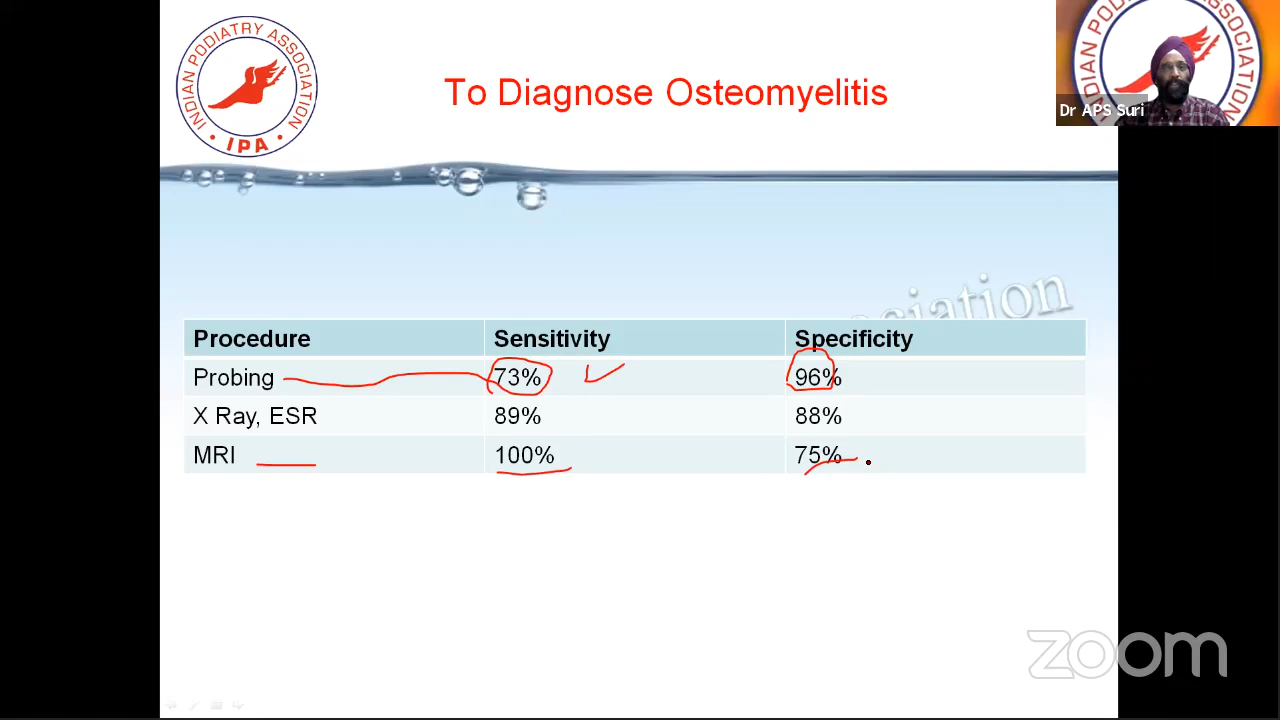 INDIAN PODIATRY ASSOCIATION
• IPA •
To Diagnose Osteomyelitis
Dr APS Suri
Procedure Sensitivity Specificity
Probing 73% 96%
X Ray, ESR 89% 88%
MRI 100% 75%
zoom